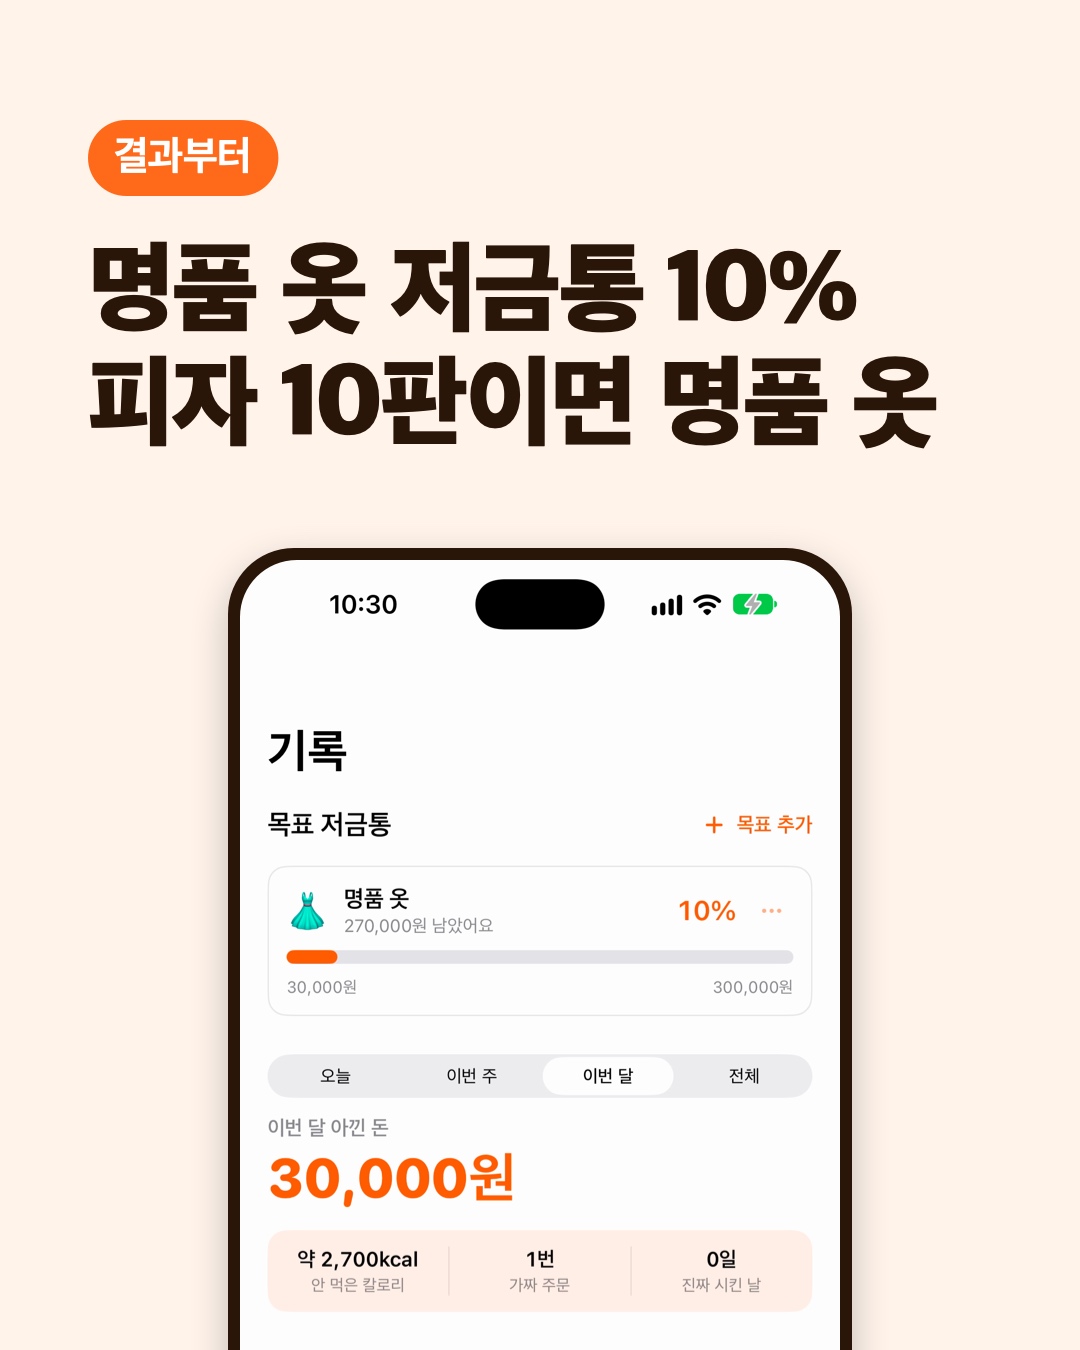 결과부터
명품 옷 저금통 10%
피자 10판이면 명품 옷
10:30
기록
목표 저금통
+ 목표 추가
명품 옷
270,000원 남았어요
10%
30,000원
300,000원
오늘
이번 주
이번 달
전체
이번 달 아낀 돈
30,000원
약 2,700kcal
안 먹은 칼로리
1번
가짜 주문
0일
진짜 시킨 날